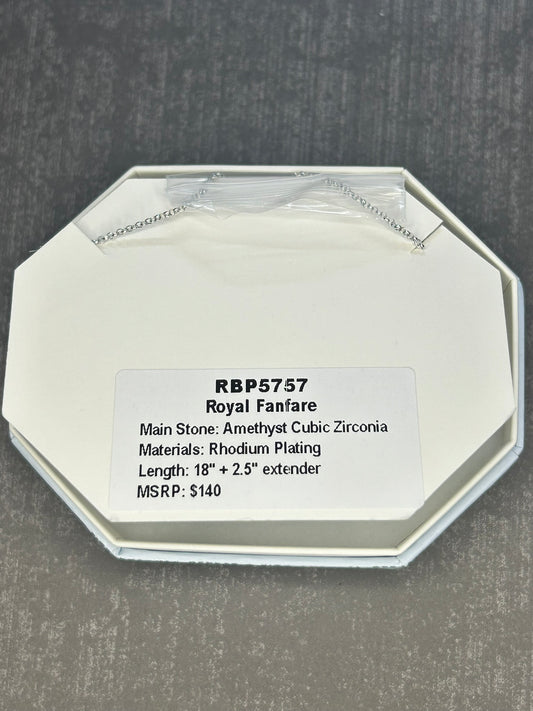 RBP5757
Royal Fanfare
Main Stone: Amethyst Cubic Zirconia
Materials: Rhodium Plating
Length: 18" + 2.5" extender
MSRP: $140